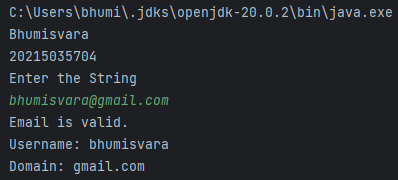 C:\Users\bhumi\.jdks\openjdk-20.0.2\bin\java.exe
Bhumisvara
20215035704
Enter the String
bhumisvara@gmail.com
Email is valid.
Username: bhumisvara
Domain: gmail.com